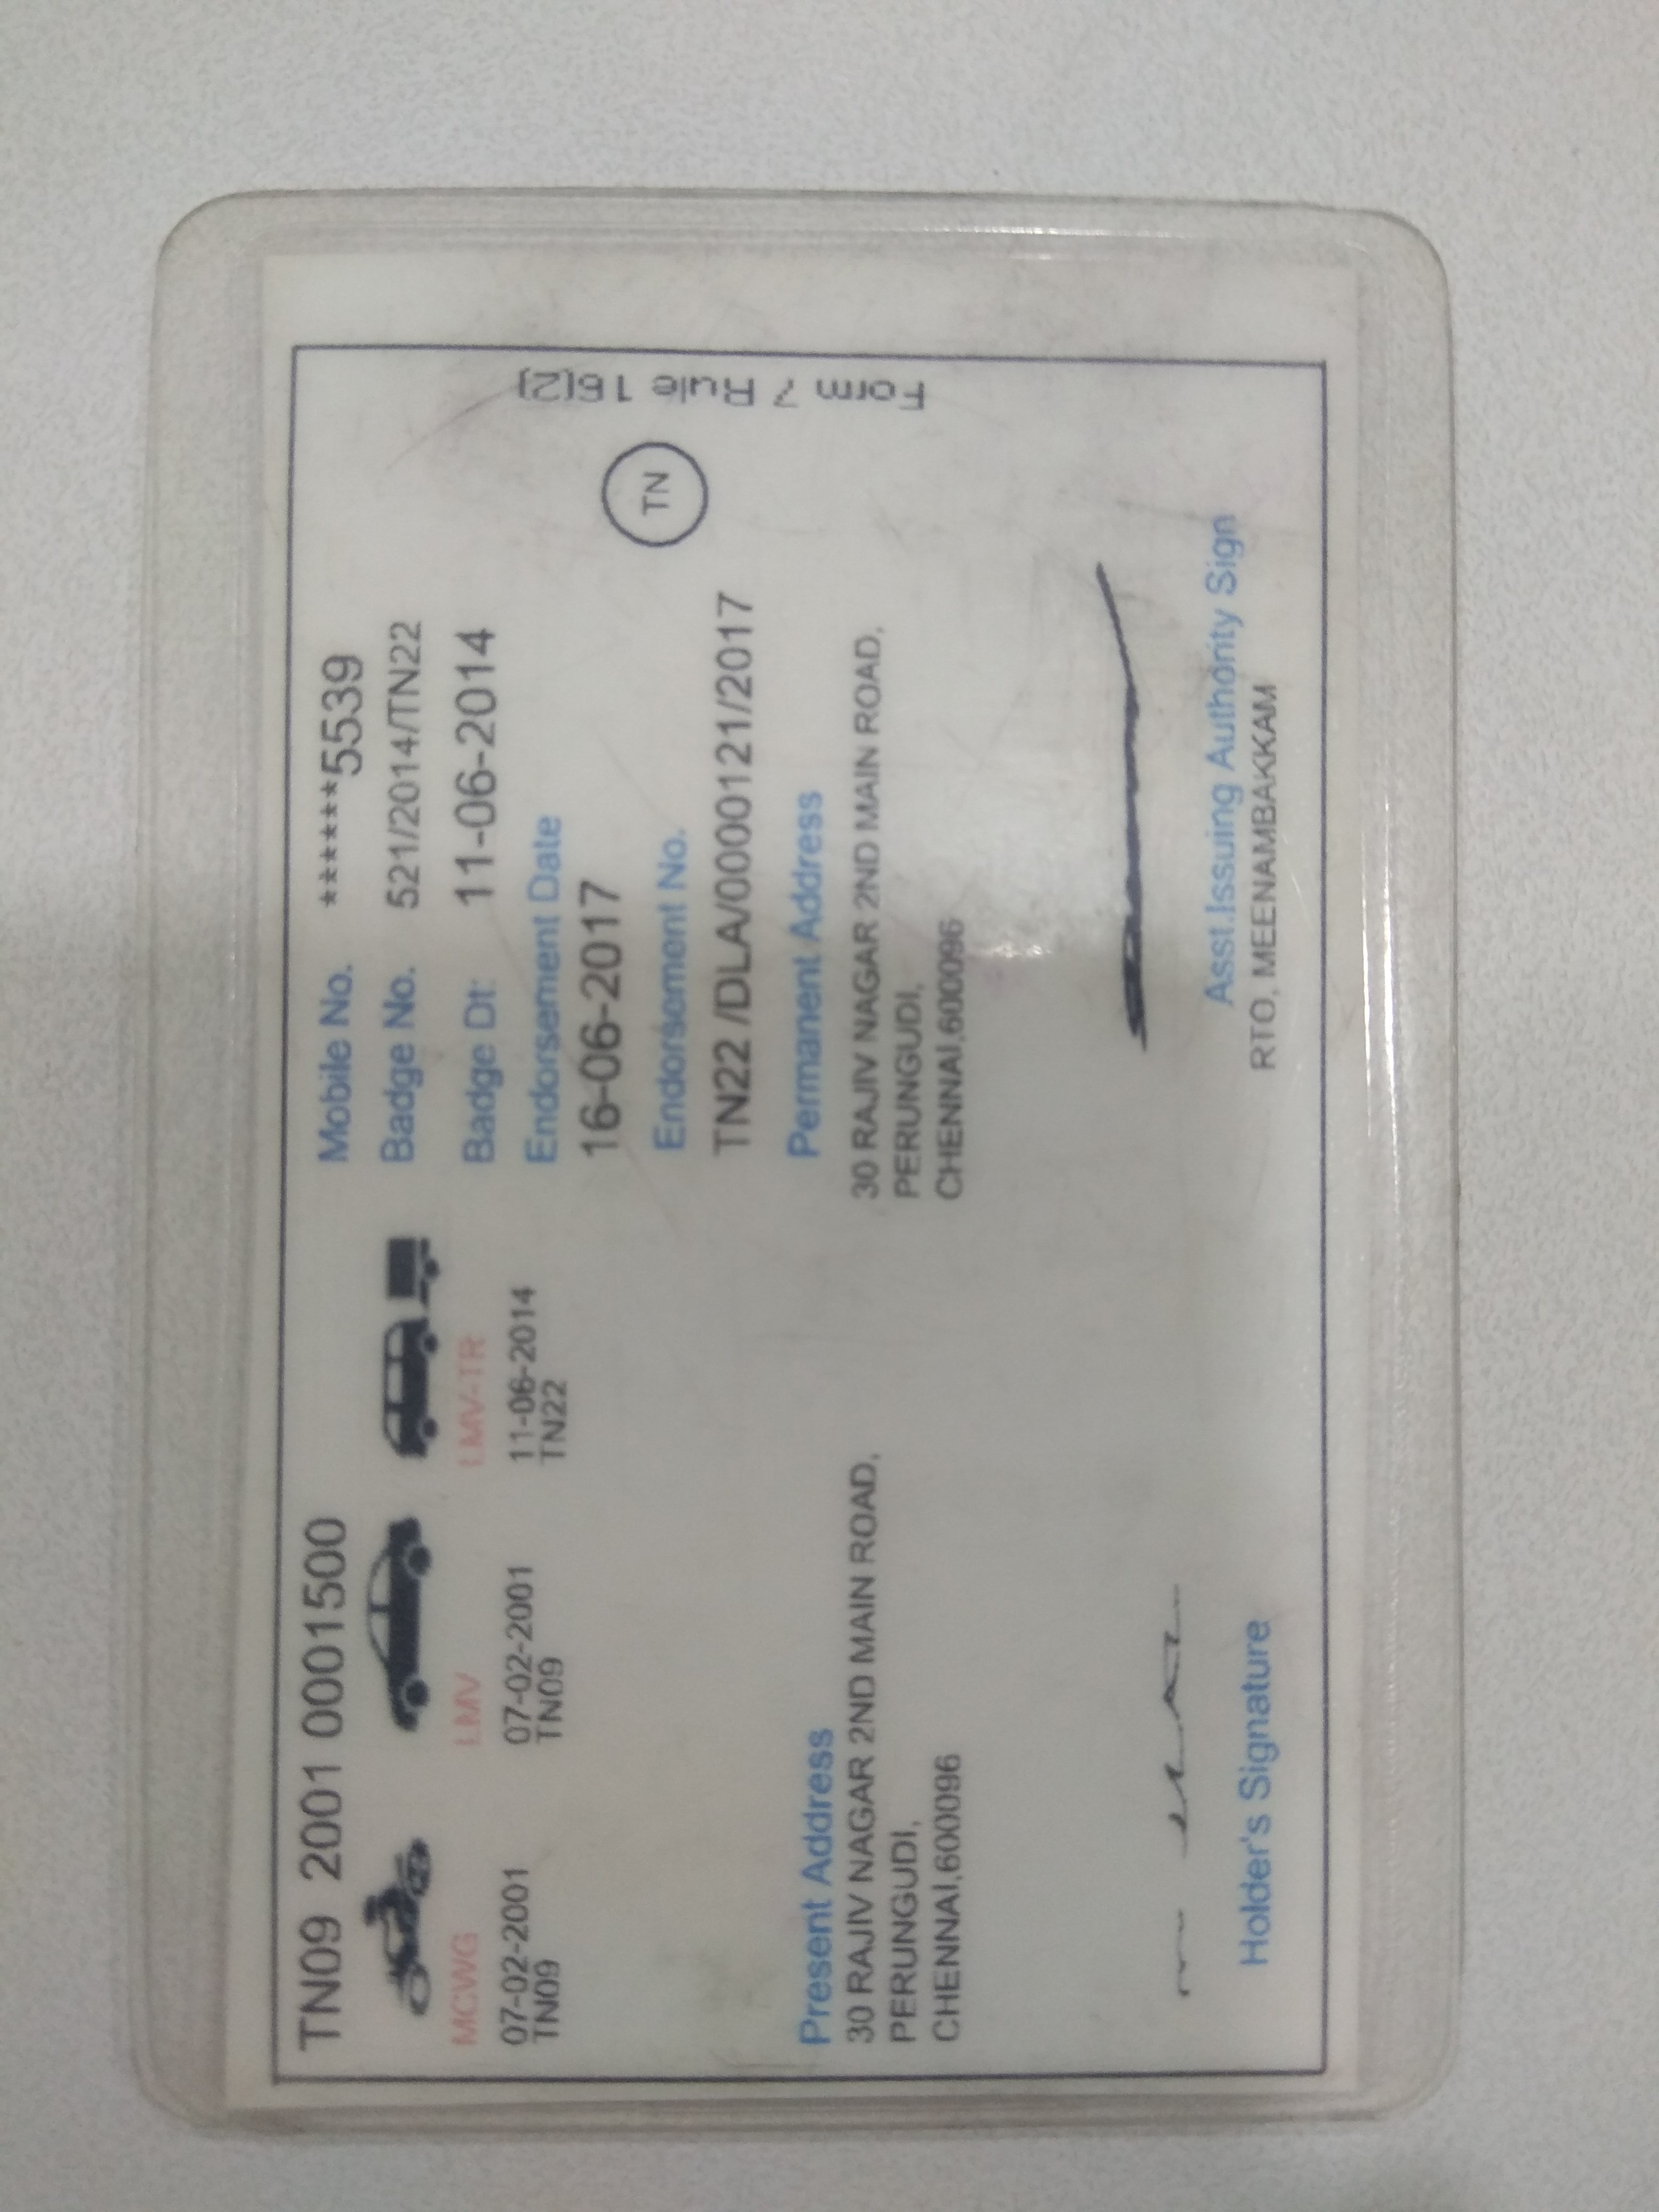 TN09 2001 0001500
MCWG
07-02-2001
TN09
LMV
07-02-2001
TN09
LMV-TR
11-06-2014
TN22
Mobile No. ******5539
Badge No. 521/2014/TN22
Badge Dt: 11-06-2014
Endorsement Date
16-06-2017
Endorsement No.
TN22 /DLA/0000121/2017
TN
Form 7 Rule 16(2)
Present Address
30 RAJIV NAGAR 2ND MAIN ROAD,
PERUNGUDI,
CHENNAI,600096
Permanent Address
30 RAJIV NAGAR 2ND MAIN ROAD,
PERUNGUDI,
CHENNAI,600096
Holder's Signature
Asst.Issuing Authority Sign
RTO, MEENAMBAKKAM